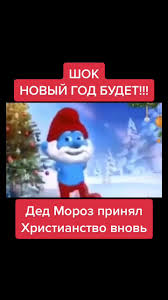 ШОК
НОВЫЙ ГОД БУДЕТ!!!
Дед Мороз принял
Христианство вновь